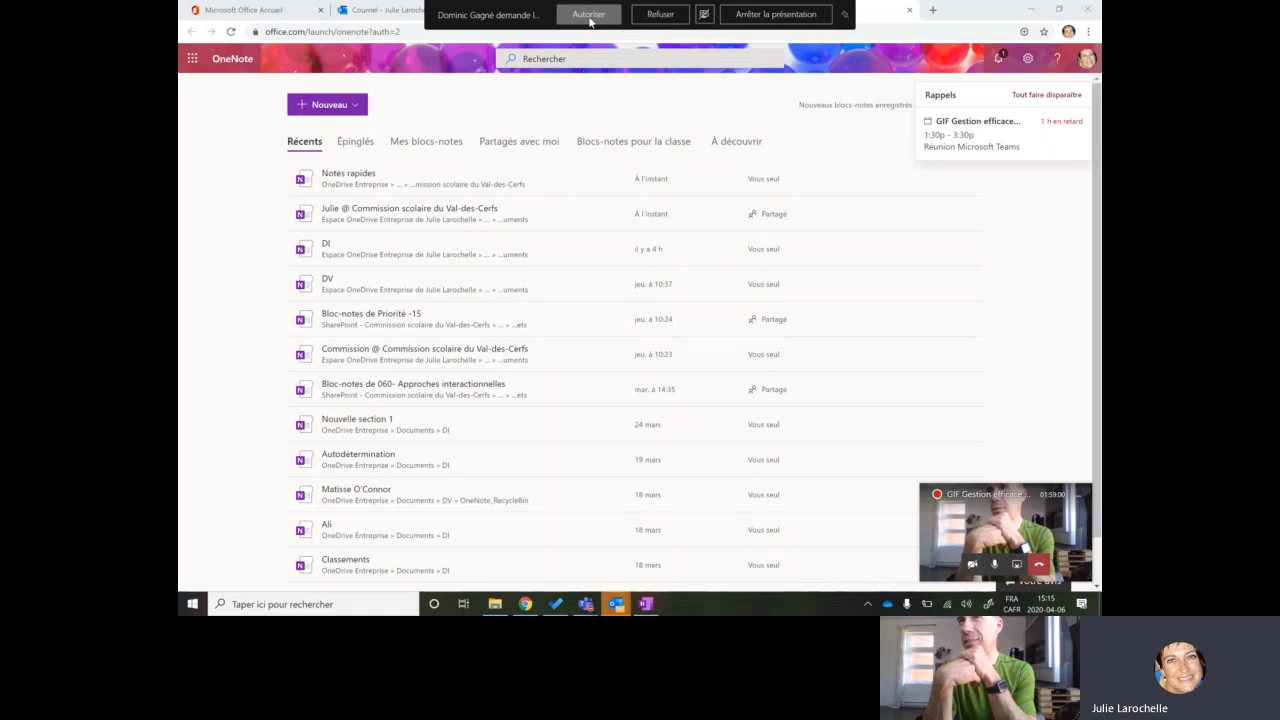 Microsoft Office Accueil
Courriel - Julie Laroch
Dominic Gagné demande l...
Autoriser
Refuser
Arrêter la présentation
office.com/launch/onenote?auth=2
OneNote
Rechercher
1
?
Nouveau
Nouveaux blocs-notes enregistrés
Rappels
Tout faire disparaître
GIF Gestion efficace...
1 h en retard
1:30p - 3:30p
Réunion Microsoft Teams
Récents
Épinglés
Mes blocs-notes
Partagés avec moi
Blocs-notes pour la classe
À découvrir
Notes rapides
OneDrive Entreprise » ... » ...mission scolaire du Val-des-Cerfs
À l'instant
Vous seul
Julie @ Commission scolaire du Val-des-Cerfs
Espace OneDrive Entreprise de Julie Larochelle » ... » ...uments
À l'instant
Partagé
DI
Espace OneDrive Entreprise de Julie Larochelle » ... » ...uments
il y a 4 h
Vous seul
DV
Espace OneDrive Entreprise de Julie Larochelle » ... » ...uments
jeu. à 10:37
Vous seul
Bloc-notes de Priorité -15
SharePoint - Commission scolaire du Val-des-Cerfs » ... » ...ets
jeu. à 10:24
Partagé
Commission @ Commission scolaire du Val-des-Cerfs
Espace OneDrive Entreprise de Julie Larochelle » ... » ...uments
jeu. à 10:23
Vous seul
Bloc-notes de 060- Approches interactionnelles
SharePoint - Commission scolaire du Val-des-Cerfs » ... » ...ets
mar. à 14:35
Partagé
Nouvelle section 1
OneDrive Entreprise » Documents » DI
24 mars
Vous seul
Autodétermination
OneDrive Entreprise » Documents » DI
19 mars
Vous seul
Matisse O'Connor
OneDrive Entreprise » Documents » DV » OneNote_RecycleBin
18 mars
Vous seul
Ali
OneDrive Entreprise » Documents » DI
18 mars
Vous seul
Classements
OneDrive Entreprise » Documents » DI
18 mars
Vous seul
GIF Gestion efficace ...
01:59:00
Votre avis
Taper ici pour rechercher
FRA
CAFR
15:15
2020-04-06
Julie Larochelle